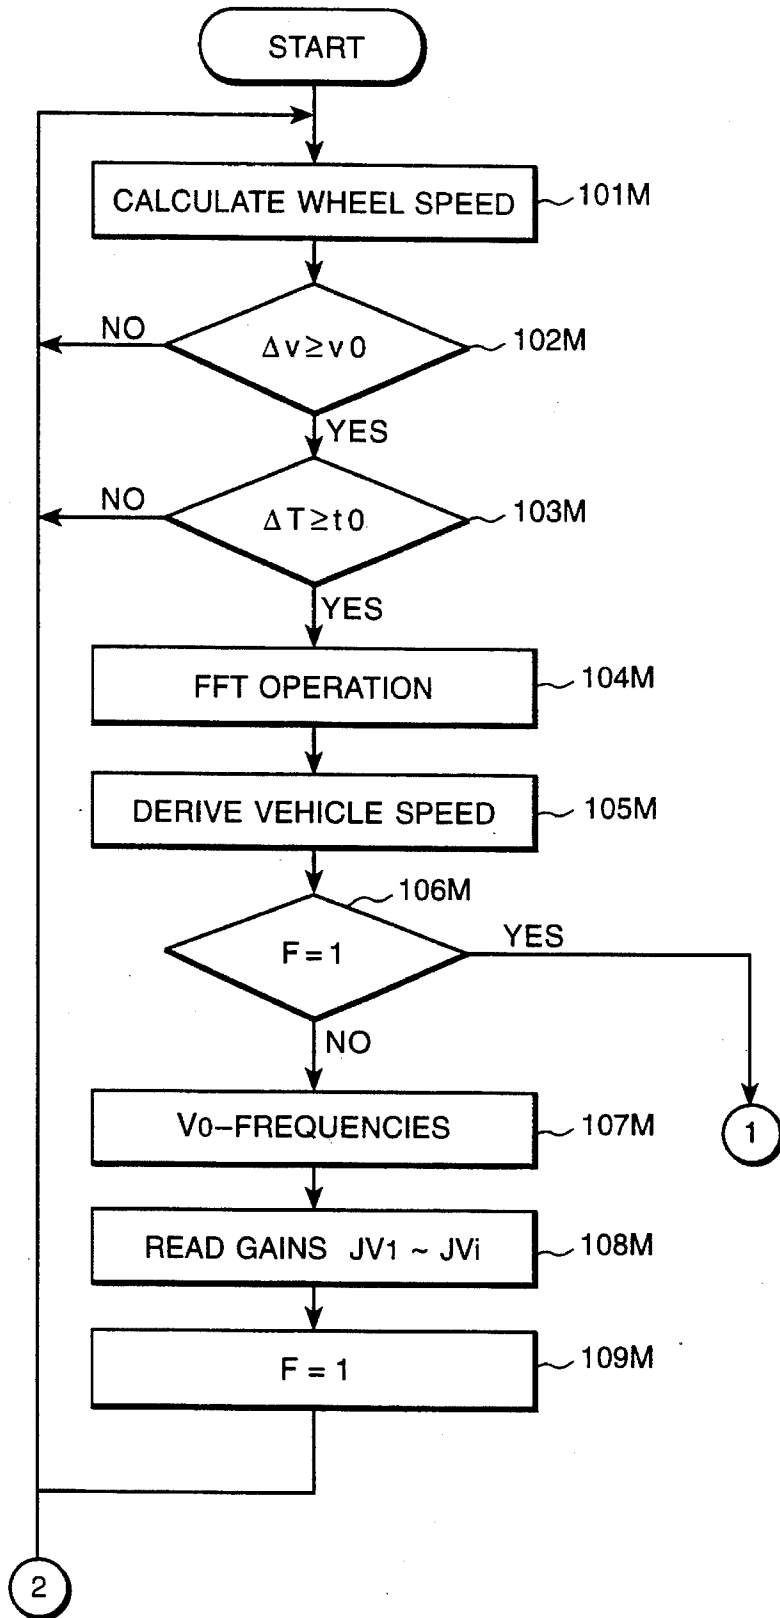 START
CALCULATE WHEEL SPEED
101M
Δv≥v0
102M
NO
YES
ΔT≥t0
103M
NO
YES
FFT OPERATION
104M
DERIVE VEHICLE SPEED
105M
106M
F=1
YES
NO
V0-FREQUENCIES
107M
1
READ GAINS JV1 ~ JVi
108M
F = 1
109M
2